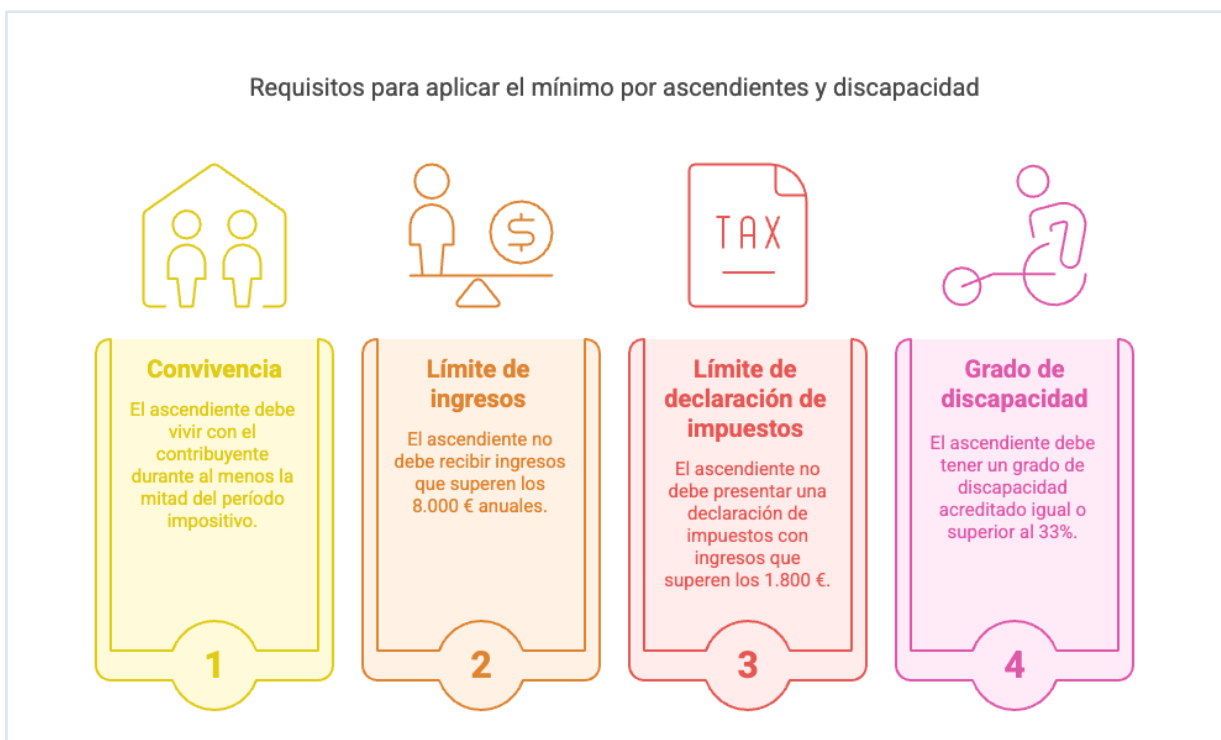 Requisitos para aplicar el mínimo por ascendientes y discapacidad
$
TAX
Convivencia
El ascendiente debe
vivir con el
contribuyente
durante al menos la
mitad del período
impositivo.
1
Límite de
ingresos
El ascendiente no
debe recibir ingresos
que superen los
8.000 € anuales.
2
Límite de
declaración de
impuestos
El ascendiente no
debe presentar una
declaración de
impuestos con
ingresos que
superen los 1.800 €.
3
Grado de
discapacidad
El ascendiente debe
tener un grado de
discapacidad
acreditado igual o
superior al 33%.
4